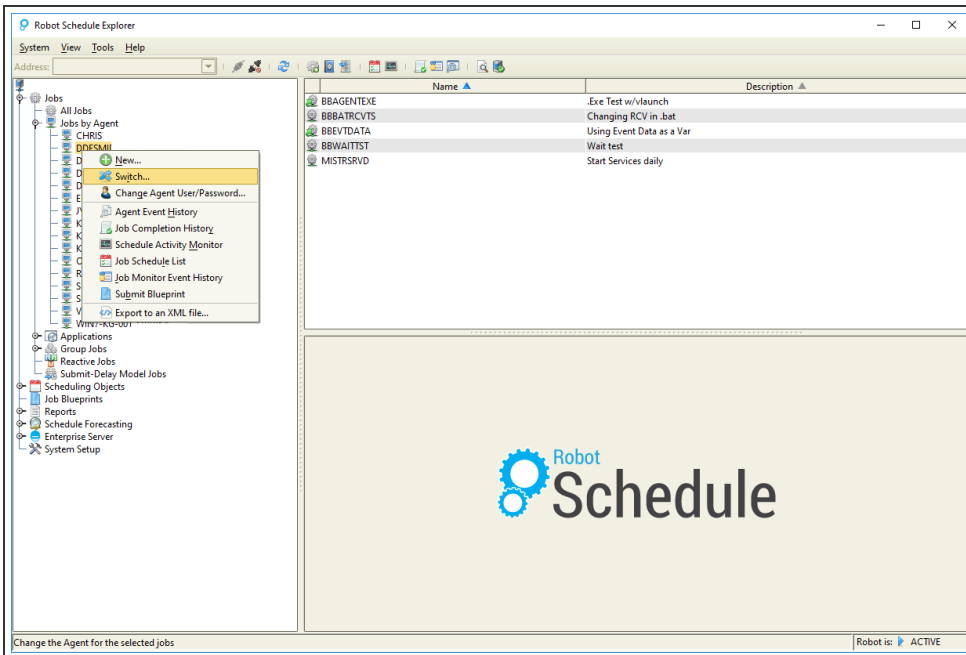 Robot Schedule Explorer
System View Tools Help
Address:
Jobs
All Jobs
Jobs by Agent
CHRIS
DDESMIL
D
D
D
E
J
K
K
K
O
R
S
S
V
WIN7-KG-001
New...
Switch...
Change Agent User/Password...
Agent Event History
Job Completion History
Schedule Activity Monitor
Job Schedule List
Job Monitor Event History
Submit Blueprint
Export to an XML file...
Applications
Group Jobs
Reactive Jobs
Submit-Delay Model Jobs
Scheduling Objects
Job Blueprints
Reports
Schedule Forecasting
Enterprise Server
System Setup
Name Description
BBAGENTEXE .Exe Test w/vlaunch
BBBATRCVTS Changing RCV in .bat
BBEVTDATA Using Event Data as a Var
BBWAITTST Wait test
MISTRSRVD Start Services daily
Robot
Schedule
Change the Agent for the selected jobs
Robot is: ACTIVE